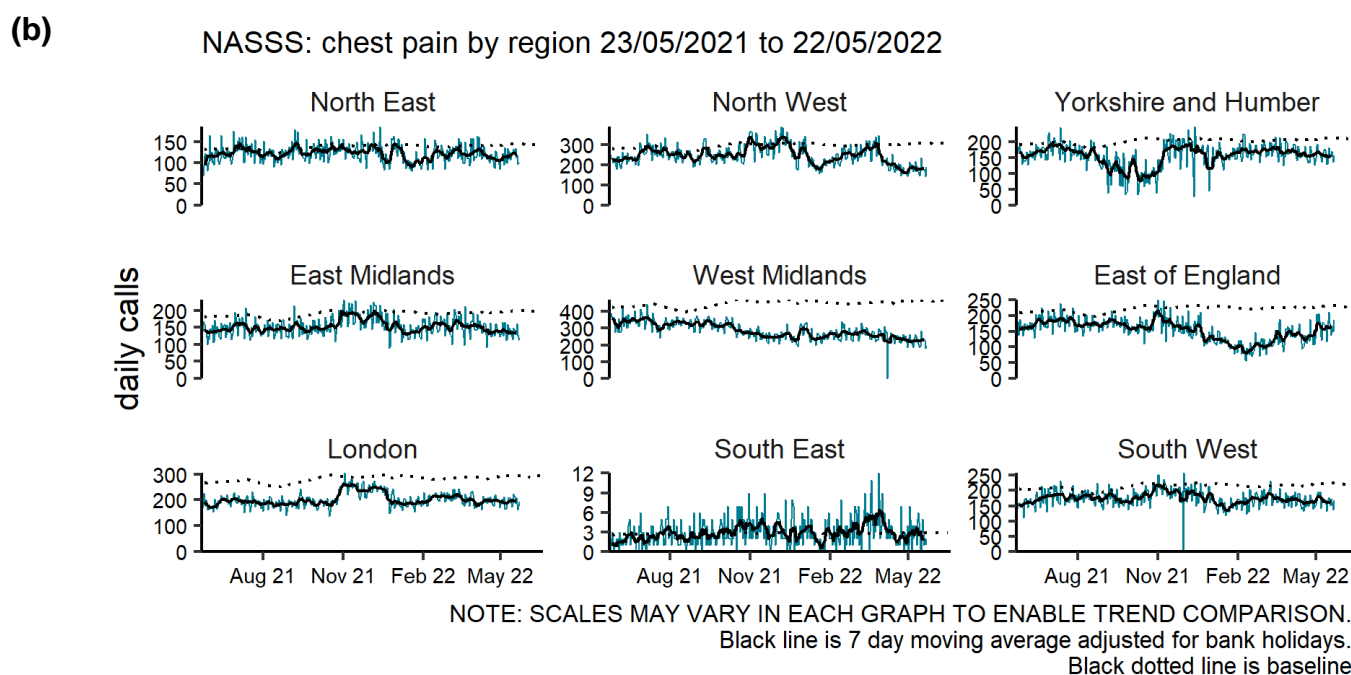 (b)
NASSS: chest pain by region 23/05/2021 to 22/05/2022
North East
North West
Yorkshire and Humber
150
100
50
0
300
200
100
0
200
150
100
50
0
daily calls
East Midlands
West Midlands
East of England
200
150
100
50
0
400
300
200
100
0
250
200
150
100
50
0
London
South East
South West
300
200
100
0
12
9
6
3
0
250
200
150
100
50
0
Aug 21 Nov 21 Feb 22 May 22
Aug 21 Nov 21 Feb 22 May 22
Aug 21 Nov 21 Feb 22 May 22
NOTE: SCALES MAY VARY IN EACH GRAPH TO ENABLE TREND COMPARISON.
Black line is 7 day moving average adjusted for bank holidays.
Black dotted line is baseline